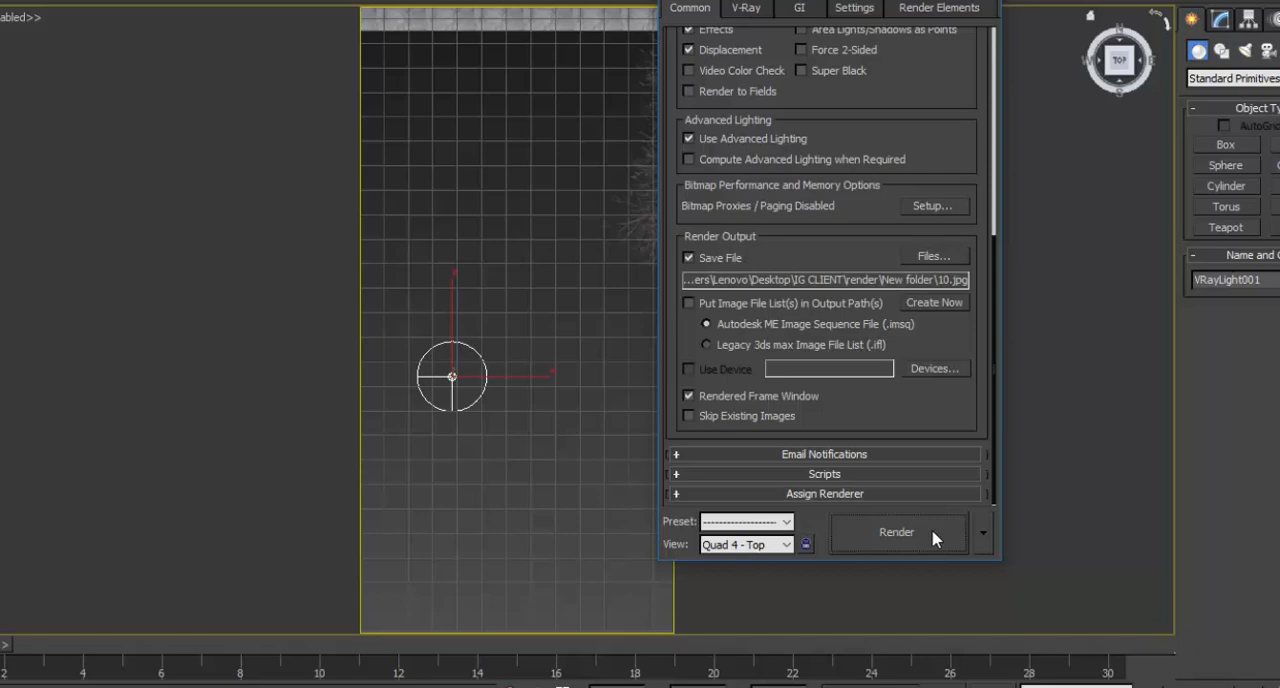 abled>>
Common V-Ray GI Settings Render Elements
Effects Area Lights/Shadows as Points
Displacement Force 2-Sided
Video Color Check Super Black
Render to Fields
Advanced Lighting
Use Advanced Lighting
Compute Advanced Lighting when Required
Bitmap Performance and Memory Options
Bitmap Proxies / Paging Disabled Setup...
Render Output
Save File Files...
...ers\Lenovo\Desktop\IG CLIENT\render\New folder\10.jpg
Put Image File List(s) in Output Path(s) Create Now
Autodesk ME Image Sequence File (.imsq)
Legacy 3ds max Image File List (.ifl)
Use Device Devices...
Rendered Frame Window
Skip Existing Images
+ Email Notifications
+ Scripts
+ Assign Renderer
Preset: -------------------
View: Quad 4 - Top
Render
N
W TOP E
S
Standard Primitives
- Object Ty
AutoGri
Box
Sphere
Cylinder
Torus
Teapot
- Name and C
VRayLight001
>
2 4 6 8 10 12 14 16 18 20 22 24 26 28 30